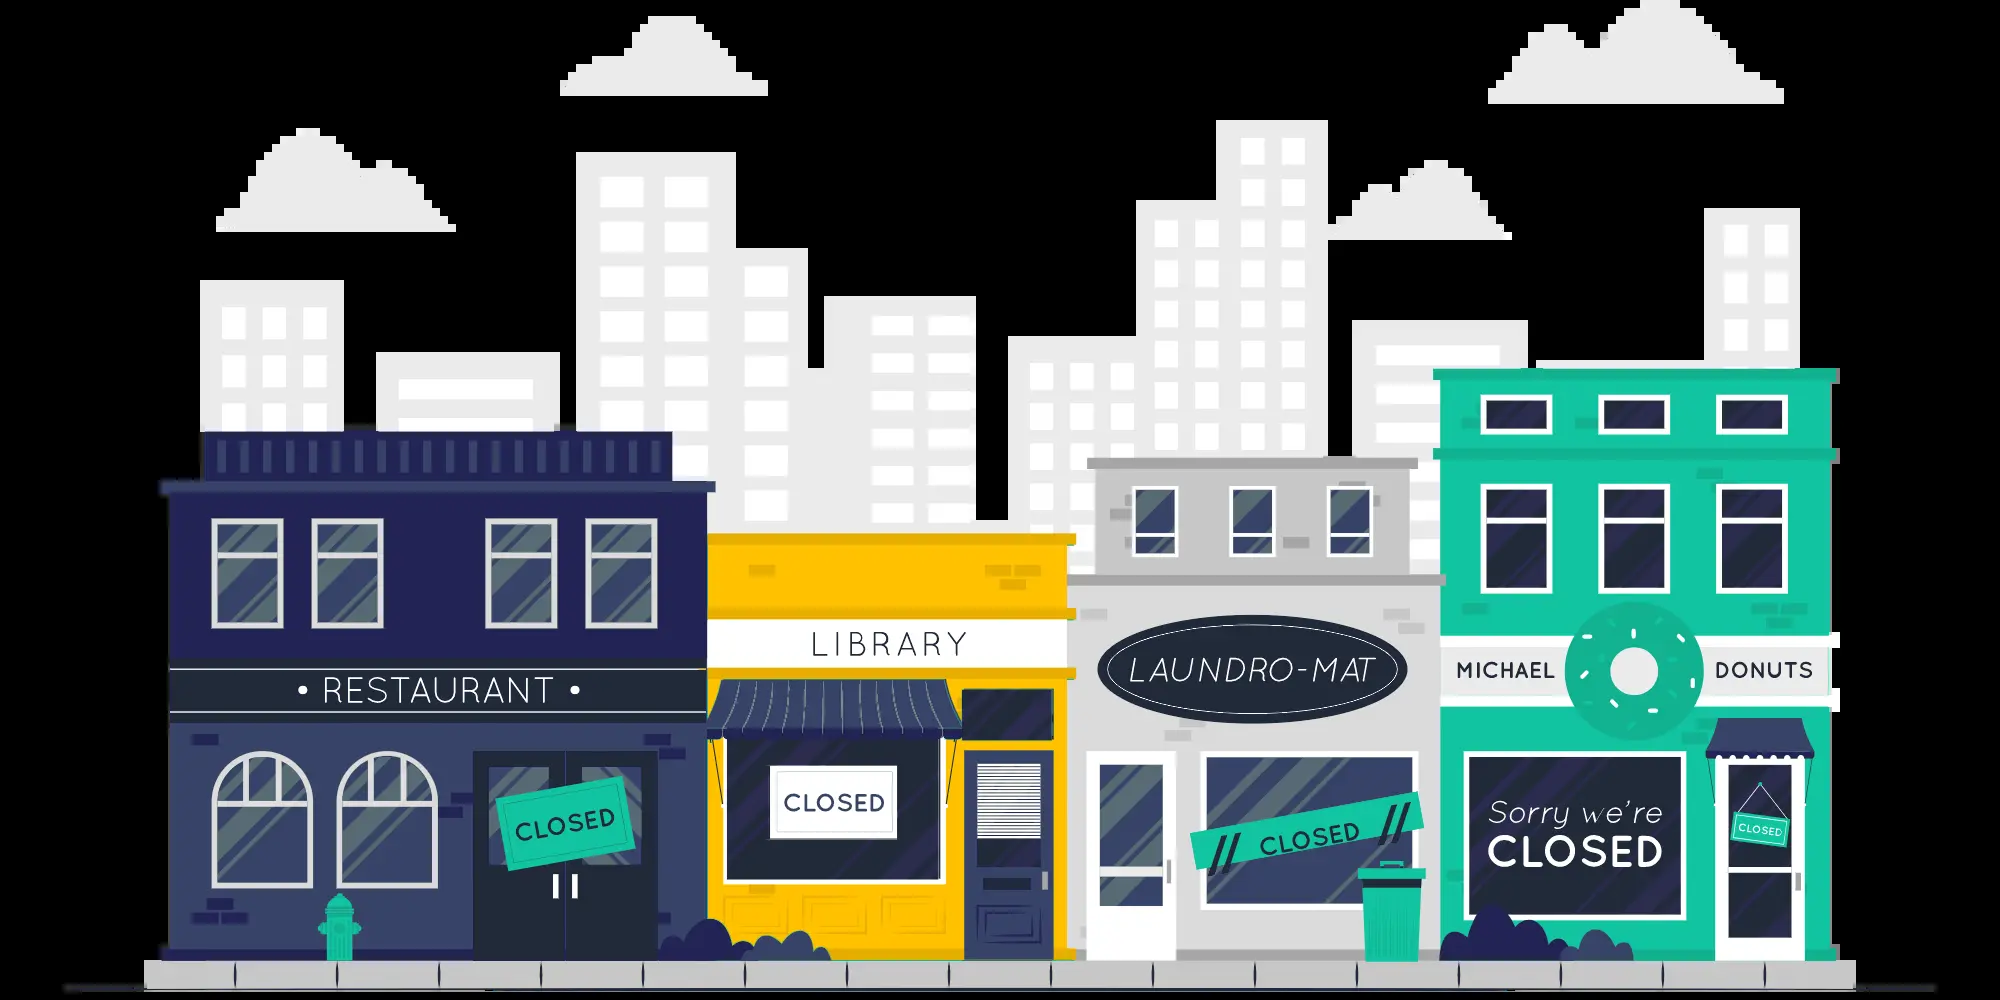 • RESTAURANT •
CLOSED
LIBRARY
CLOSED
LAUNDRO-MAT
CLOSED
MICHAEL DONUTS
Sorry we're
CLOSED
CLOSED